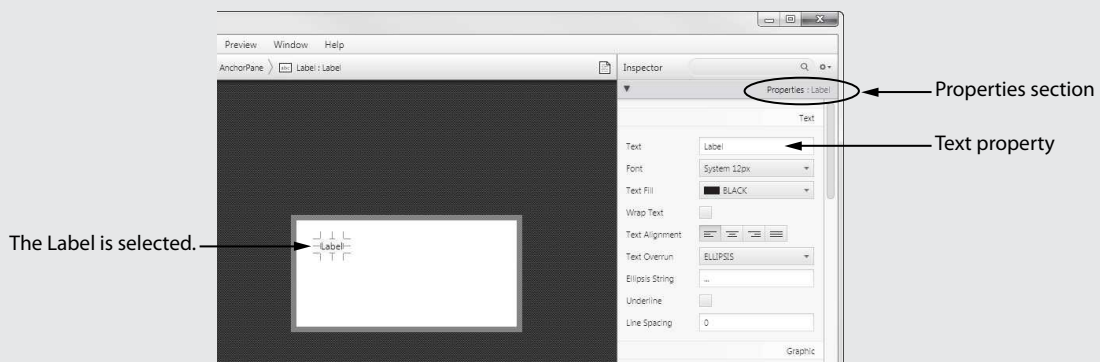 Preview Window Help
AnchorPane abc Label : Label
Inspector
Properties : Label
Properties section
Text
Text Label
Text property
Font System 12px
Text Fill BLACK
Wrap Text
Text Alignment
Text Overrun ELLIPSIS
Ellipsis String ...
Underline
Line Spacing 0
Graphic
The Label is selected.
Label